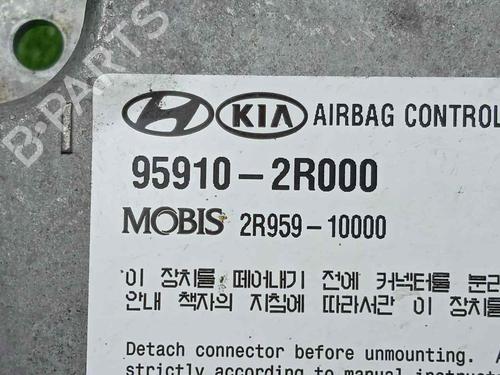 KIA AIRBAG CONTROL
95910-2R000
MOBIS 2R959-10000
이 장치를 떼어내기 전에 커넥터를 분리
안내 책자의 지침에 따라서만 이 장치를
Detach connector before unmounting. A
strictly according to manual instruct
B-PARTS